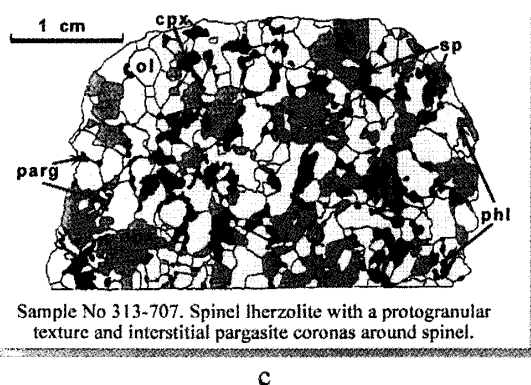 1 cm
cpx
sp
ol
parg
phl
Sample No 313-707. Spinel lherzolite with a protogranular
texture and interstitial pargasite coronas around spinel.
c